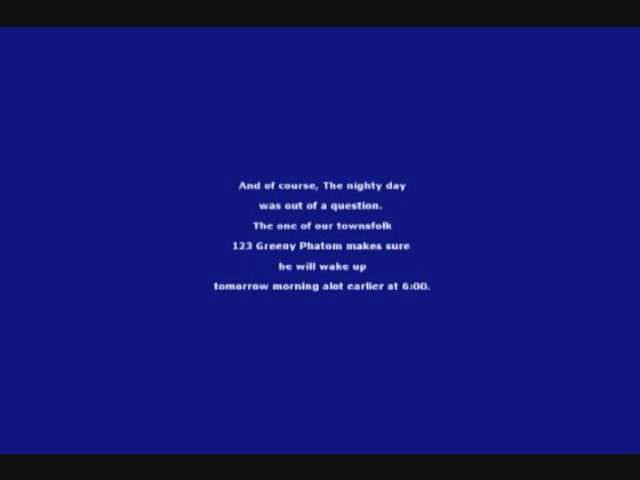 And of course, The nighty day
was out of a question.
The one of our townsfolk
123 Greeny Phatom makes sure
he will wake up
tomorrow morning alot earlier at 6:00.